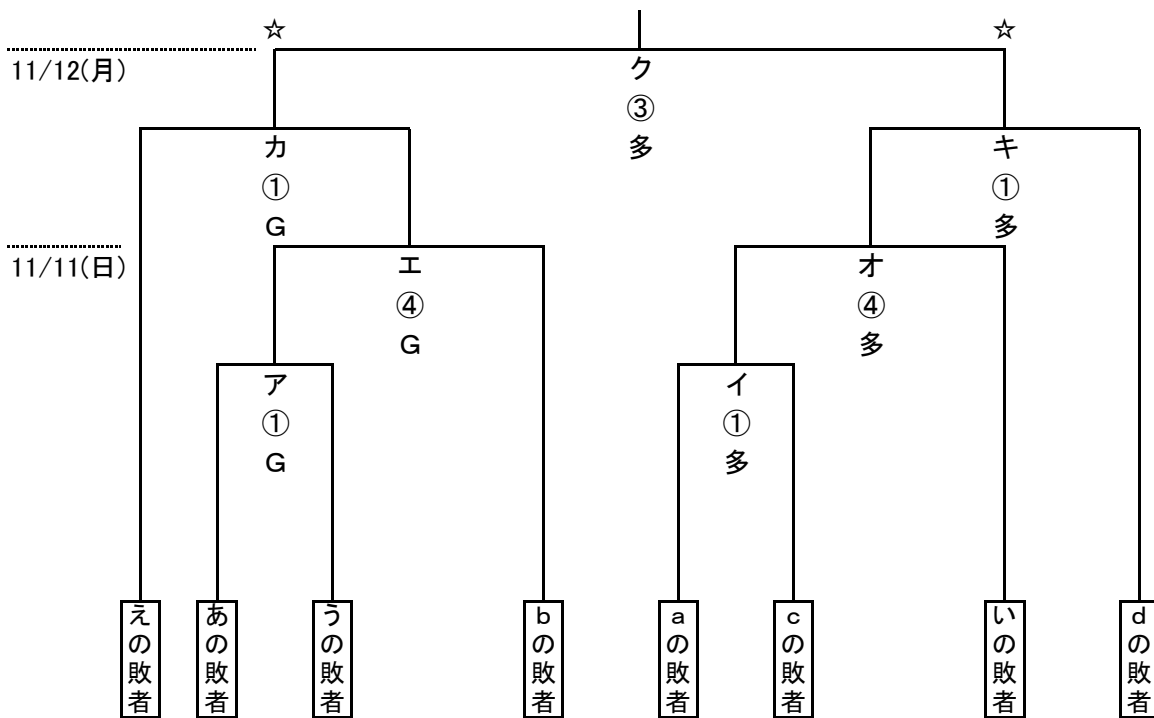 ☆ ☆
11/12(月)
ク
③
多
カ
①
G
キ
①
多
11/11(日)
エ
④
G
オ
④
多
ア
①
G
イ
①
多
えの敗者
あの敗者
うの敗者
bの敗者
aの敗者
cの敗者
いの敗者
dの敗者